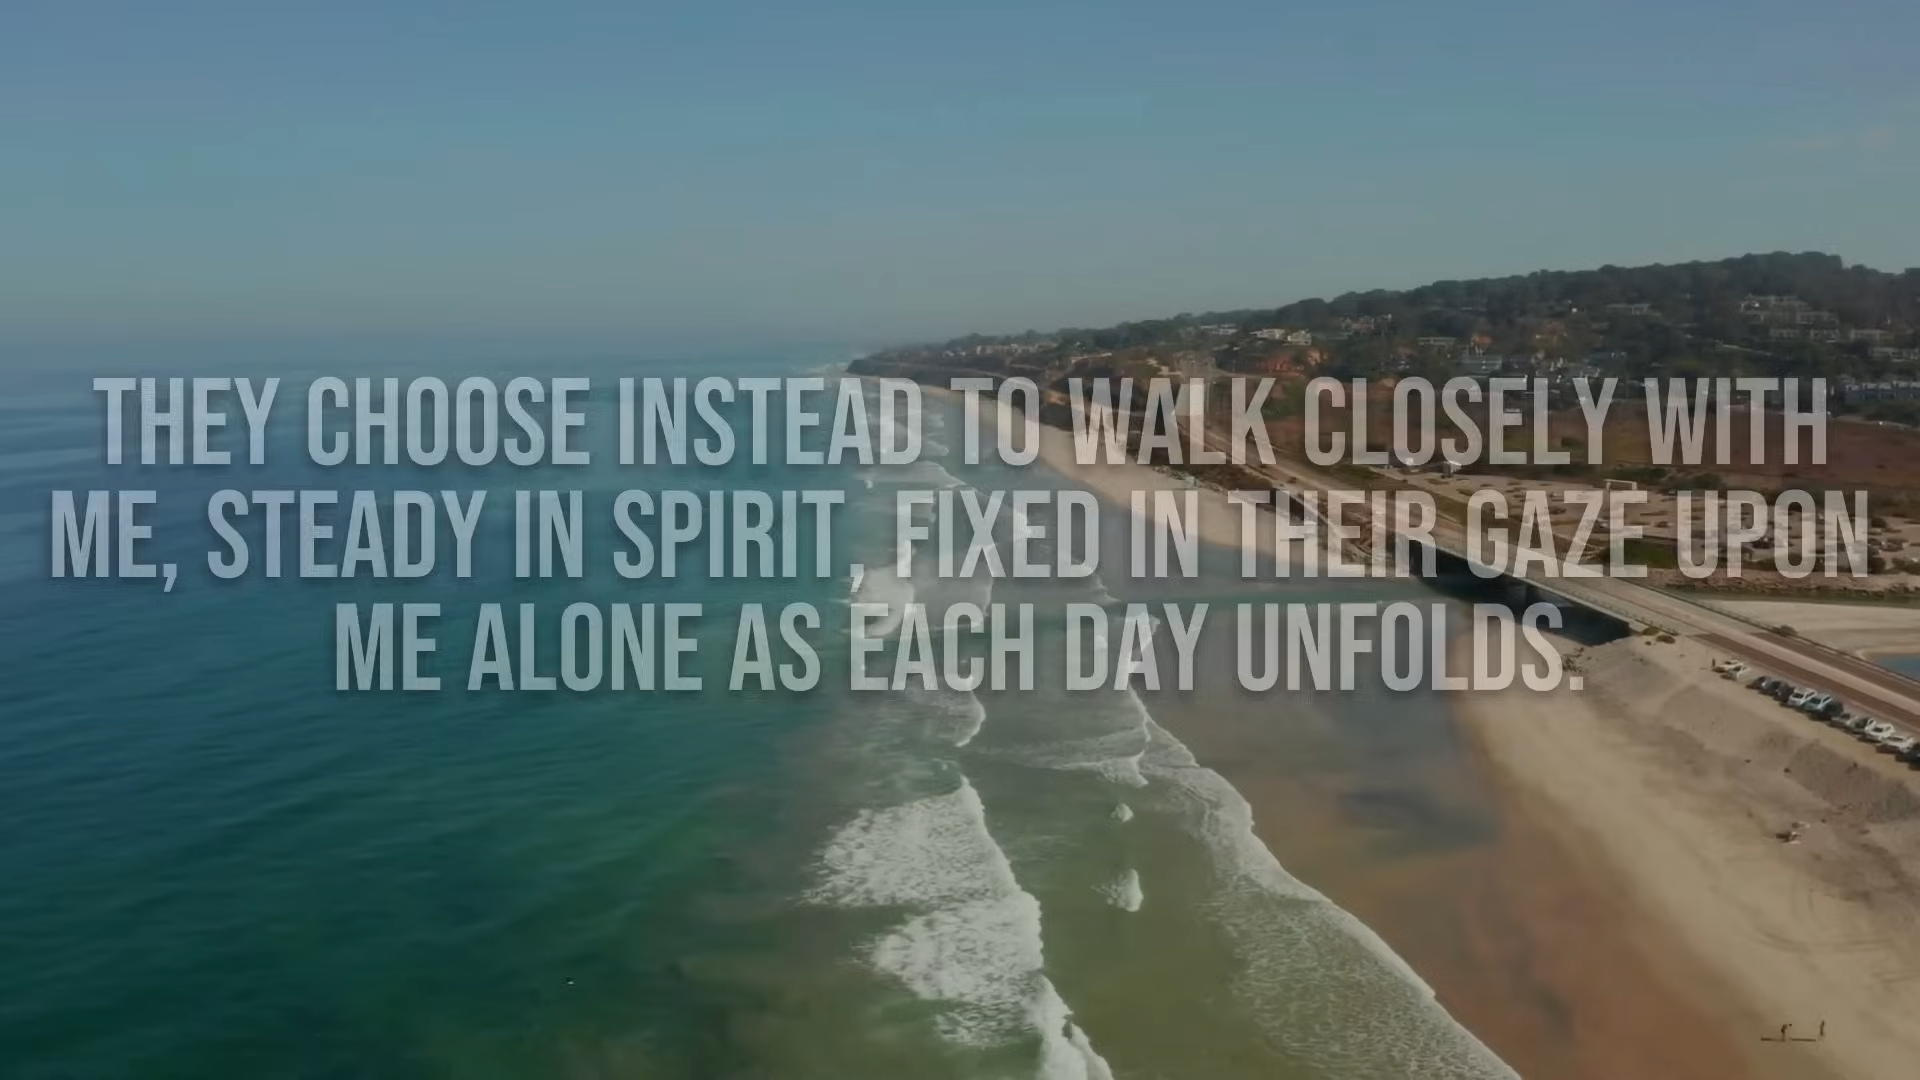 THEY CHOOSE INSTEAD TO WALK CLOSELY WITH
ME, STEADY IN SPIRIT, FIXED IN THEIR GAZE UPON
ME ALONE AS EACH DAY UNFOLDS.